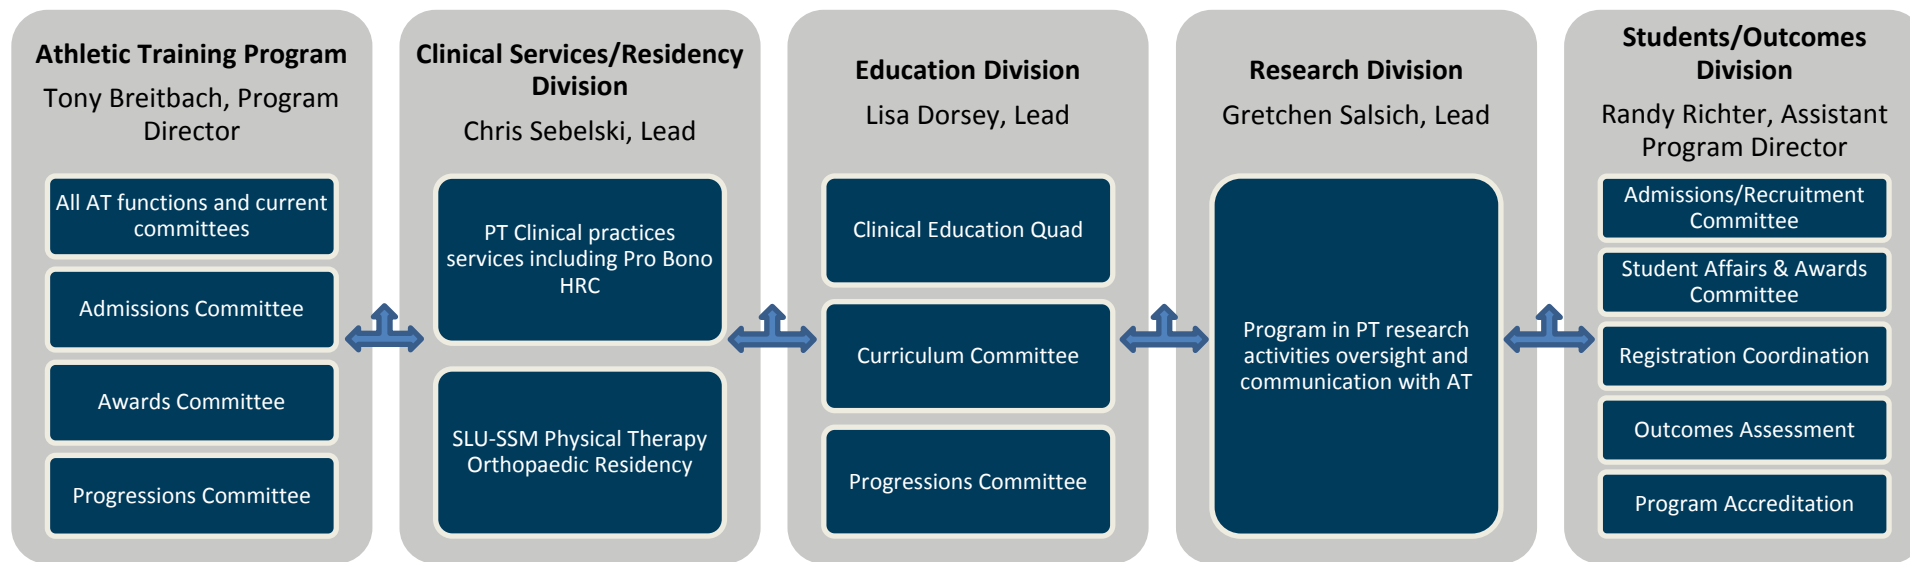 Athletic Training Program
Tony Breitbach, Program
Director
All AT functions and current
committees
Admissions Committee
Awards Committee
Progressions Committee
Clinical Services/Residency
Division
Chris Sebelski, Lead
PT Clinical practices
services including Pro Bono
HRC
SLU-SSM Physical Therapy
Orthopaedic Residency
Education Division
Lisa Dorsey, Lead
Clinical Education Quad
Curriculum Committee
Progressions Committee
Research Division
Gretchen Salsich, Lead
Program in PT research
activities oversight and
communication with AT
Students/Outcomes
Division
Randy Richter, Assistant
Program Director
Admissions/Recruitment
Committee
Student Affairs & Awards
Committee
Registration Coordination
Outcomes Assessment
Program Accreditation